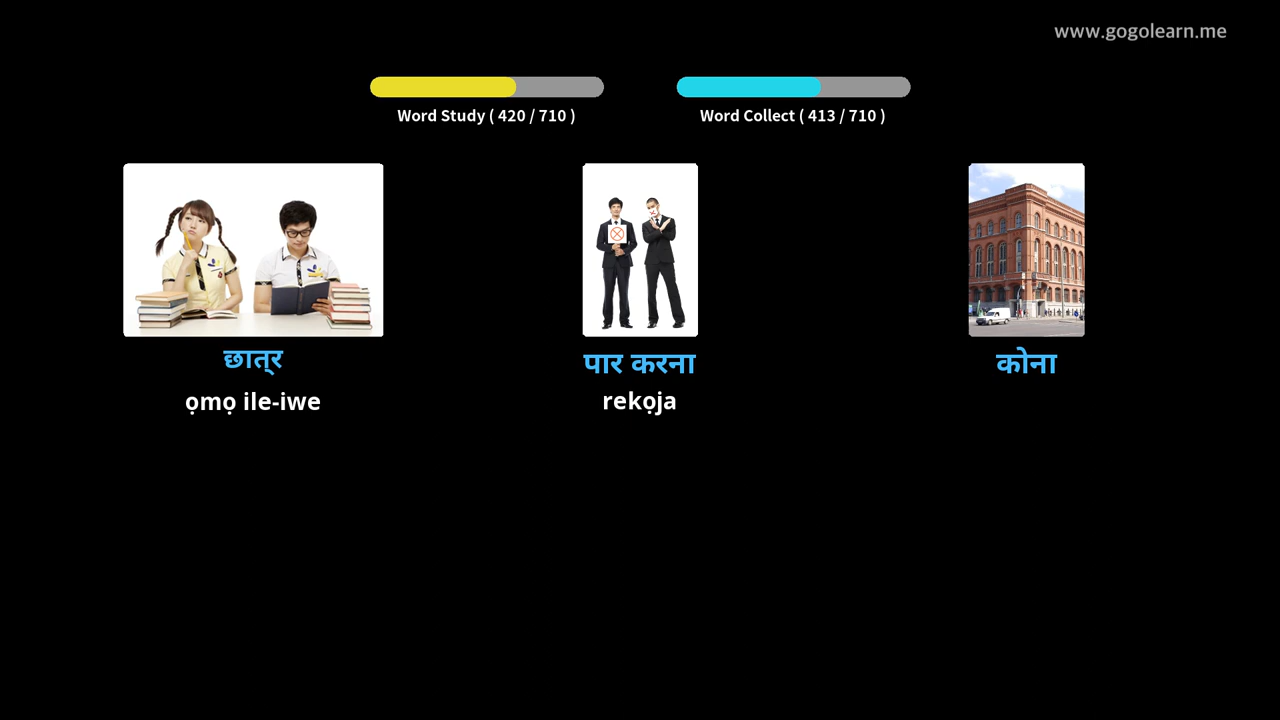 www.gogolearn.me
Word Study ( 420 / 710 )
Word Collect ( 413 / 710 )
छात्र
पार करना
कोना
ọmọ ile-iwe
rekọja